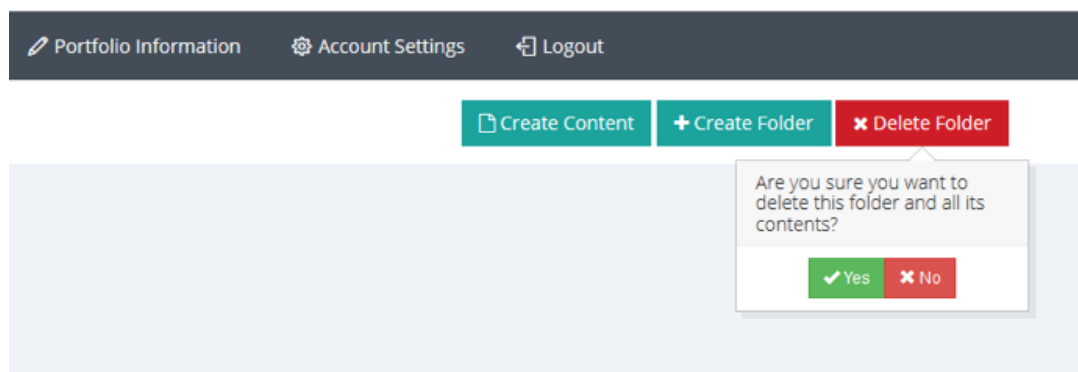 Portfolio Information Account Settings Logout
Create Content Create Folder Delete Folder
Are you sure you want to
delete this folder and all its
contents?
Yes No